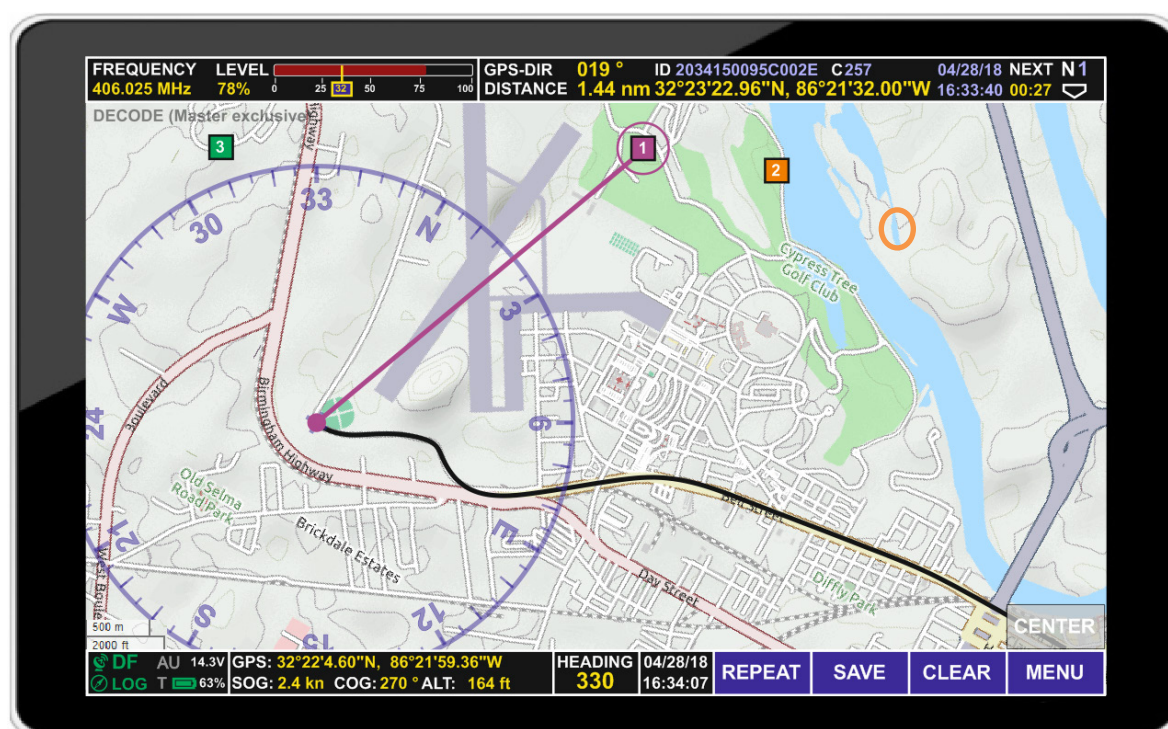 FREQUENCY LEVEL
406.025 MHz 78% 0 25 32 50 75 100
GPS-DIR 019 ° ID 2034150095C002E C257 04/28/18 NEXT N1
DISTANCE 1.44 nm 32°23'22.96"N, 86°21'32.00"W 16:33:40 00:27
DECODE (Master exclusive)
Highway
3
1
2
33
30
N
W
3
Cypress Tree
Golf Club
Boulevard
Birmingham Highway
24
6
Old Selma
Road Park
Bell Street
21
E
Brickdale Estates
West Boule
Day Street
Diffly Park
S
12
15
500 m
2000 ft
CENTER
DF AU 14.3V GPS: 32°22'4.60"N, 86°21'59.36"W HEADING 04/28/18
LOG T 63% SOG: 2.4 kn COG: 270 ° ALT: 164 ft 330 16:34:07
REPEAT SAVE CLEAR MENU